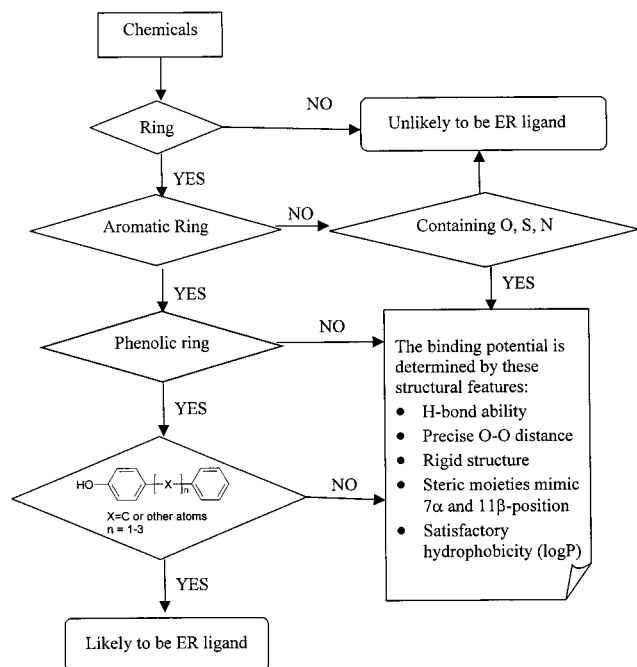 Chemicals
NO
Ring
Unlikely to be ER ligand
YES
Aromatic Ring
NO
Containing O, S, N
YES
YES
Phenolic ring
NO
The binding potential is
determined by these
structural features:
● H-bond ability
● Precise O-O distance
● Rigid structure
● Steric moieties mimic
7α and 11β-position
● Satisfactory
hydrophobicity (logP)
YES
HO
X
n
NO
X=C or other atoms
n = 1-3
YES
Likely to be ER ligand